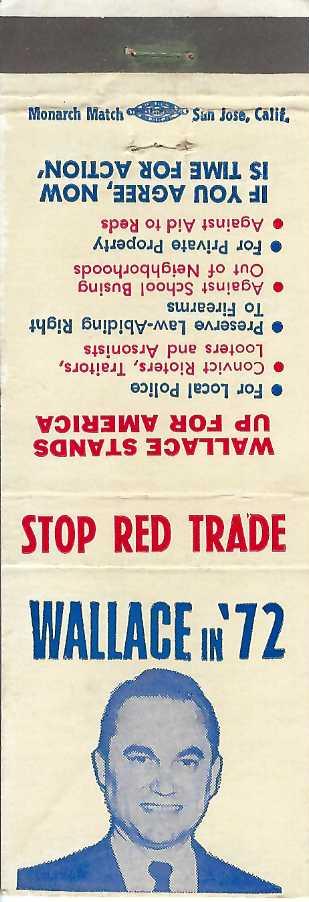 Monarch Match San Jose, Calif.
WALLACE STANDS
UP FOR AMERICA
• For Local Police
• Convict Rioters, Traitors,
Looters and Arsonists
• Preserve Law-Abiding Right
To Firearms
• Against School Busing
Out of Neighborhoods
• For Private Property
• Against Aid to Reds
IF YOU AGREE, NOW
IS TIME FOR ACTION'
STOP RED TRADE
WALLACE IN '72